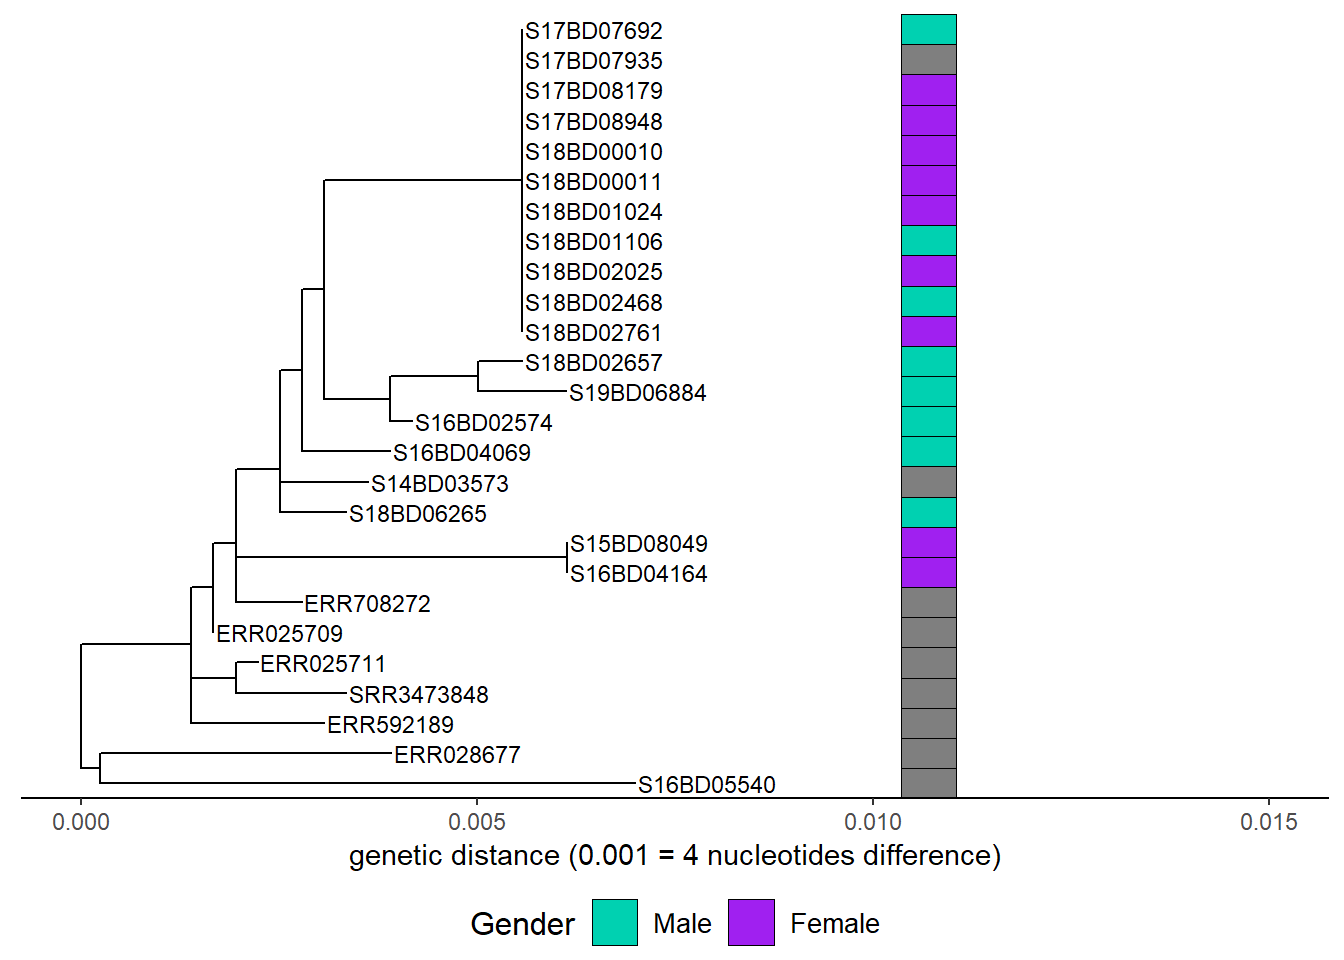 S17BD07692
S17BD07935
S17BD08179
S17BD08948
S18BD00010
S18BD00011
S18BD01024
S18BD01106
S18BD02025
S18BD02468
S18BD02761
S18BD02657
S19BD06884
S16BD02574
S16BD04069
S14BD03573
S18BD06265
S15BD08049
S16BD04164
ERR708272
ERR025709
ERR025711
SRR3473848
ERR592189
ERR028677
S16BD05540
0.000 0.005 0.010 0.015
genetic distance (0.001 = 4 nucleotides difference)
Gender Male Female